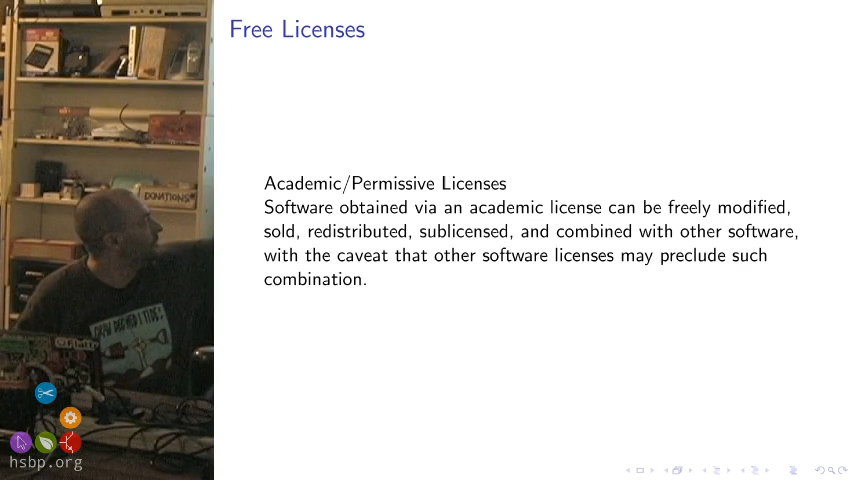 Free Licenses
Academic/Permissive Licenses
Software obtained via an academic license can be freely modified,
sold, redistributed, sublicensed, and combined with other software,
with the caveat that other software licenses may preclude such
combination.
DONATIONS
hsbp.org